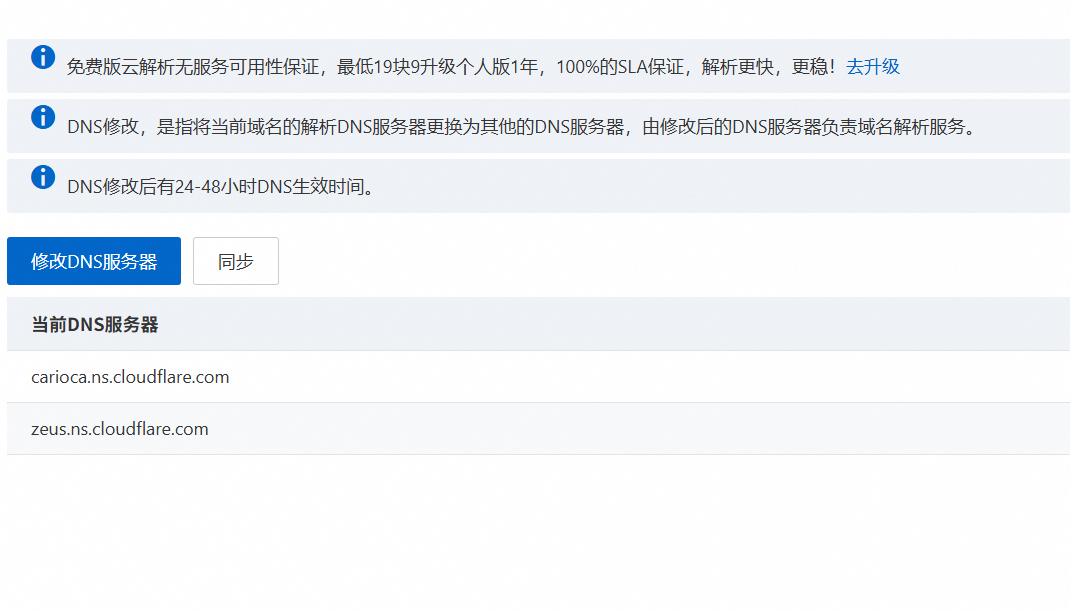 免费版云解析无服务可用性保证，最低19块9升级个人版1年，100%的SLA保证，解析更快，更稳！去升级
DNS修改，是指将当前域名的解析DNS服务器更换为其他的DNS服务器，由修改后的DNS服务器负责域名解析服务。
DNS修改后有24-48小时DNS生效时间。
修改DNS服务器 同步
当前DNS服务器
carioca.ns.cloudflare.com
zeus.ns.cloudflare.com